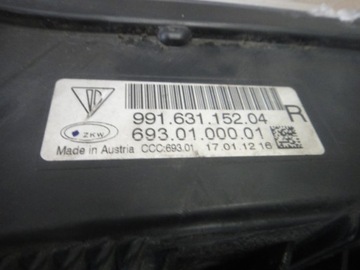 PG
991.631.152.04
R
ZKW
693.01.000.01
Made in Austria CCC:693.01 17 01 12 16